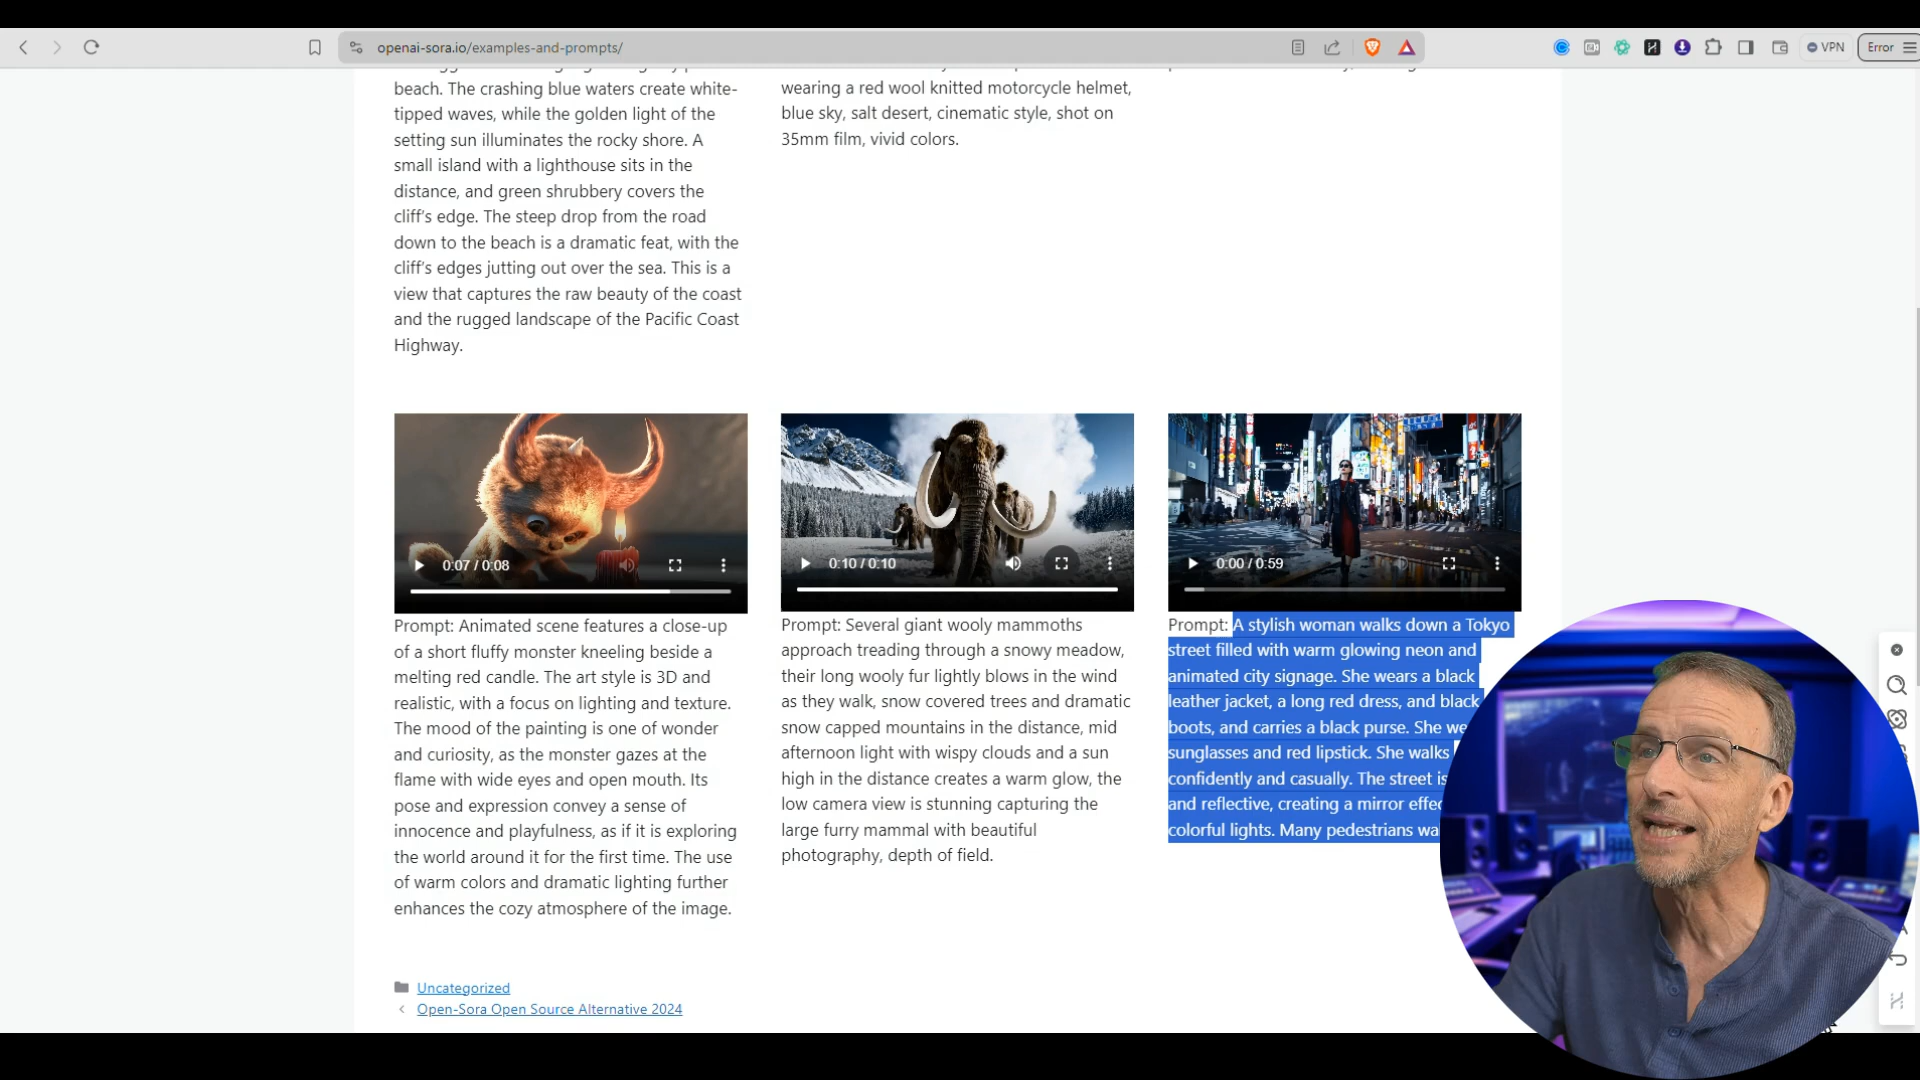 openai-sora.io/examples-and-prompts/
VPN
Error
beach. The crashing blue waters create white-
tipped waves, while the golden light of the
setting sun illuminates the rocky shore. A
small island with a lighthouse sits in the
distance, and green shrubbery covers the
cliff's edge. The steep drop from the road
down to the beach is a dramatic feat, with the
cliff's edges jutting out over the sea. This is a
view that captures the raw beauty of the coast
and the rugged landscape of the Pacific Coast
Highway.
wearing a red wool knitted motorcycle helmet,
blue sky, salt desert, cinematic style, shot on
35mm film, vivid colors.
0:07 / 0:08
Prompt: Animated scene features a close-up
of a short fluffy monster kneeling beside a
melting red candle. The art style is 3D and
realistic, with a focus on lighting and texture.
The mood of the painting is one of wonder
and curiosity, as the monster gazes at the
flame with wide eyes and open mouth. Its
pose and expression convey a sense of
innocence and playfulness, as if it is exploring
the world around it for the first time. The use
of warm colors and dramatic lighting further
enhances the cozy atmosphere of the image.
0:10 / 0:10
Prompt: Several giant wooly mammoths
approach treading through a snowy meadow,
their long wooly fur lightly blows in the wind
as they walk, snow covered trees and dramatic
snow capped mountains in the distance, mid
afternoon light with wispy clouds and a sun
high in the distance creates a warm glow, the
low camera view is stunning capturing the
large furry mammal with beautiful
photography, depth of field.
0:00 / 0:59
Prompt: A stylish woman walks down a Tokyo
street filled with warm glowing neon and
animated city signage. She wears a black
leather jacket, a long red dress, and black
boots, and carries a black purse. She we
sunglasses and red lipstick. She walks
confidently and casually. The street is
and reflective, creating a mirror effec
colorful lights. Many pedestrians wa
Uncategorized
Open-Sora Open Source Alternative 2024